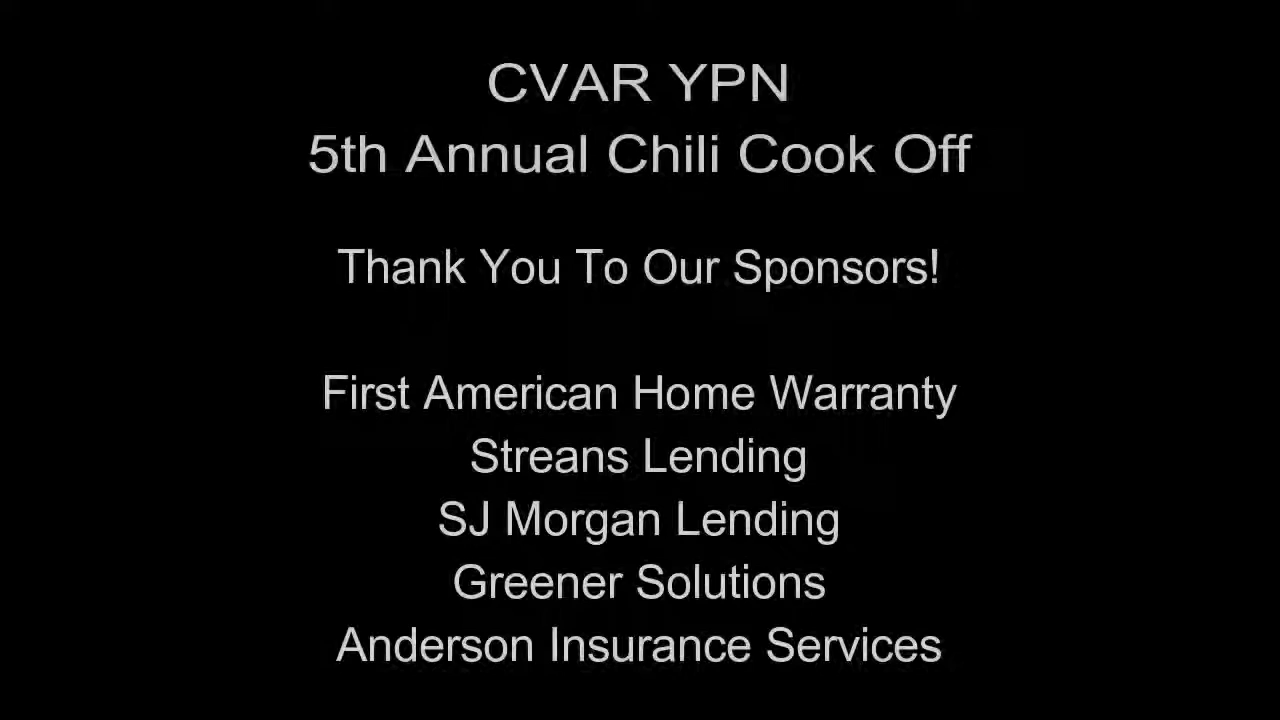 CVAR YPN
5th Annual Chili Cook Off
Thank You To Our Sponsors!
First American Home Warranty
Streans Lending
SJ Morgan Lending
Greener Solutions
Anderson Insurance Services